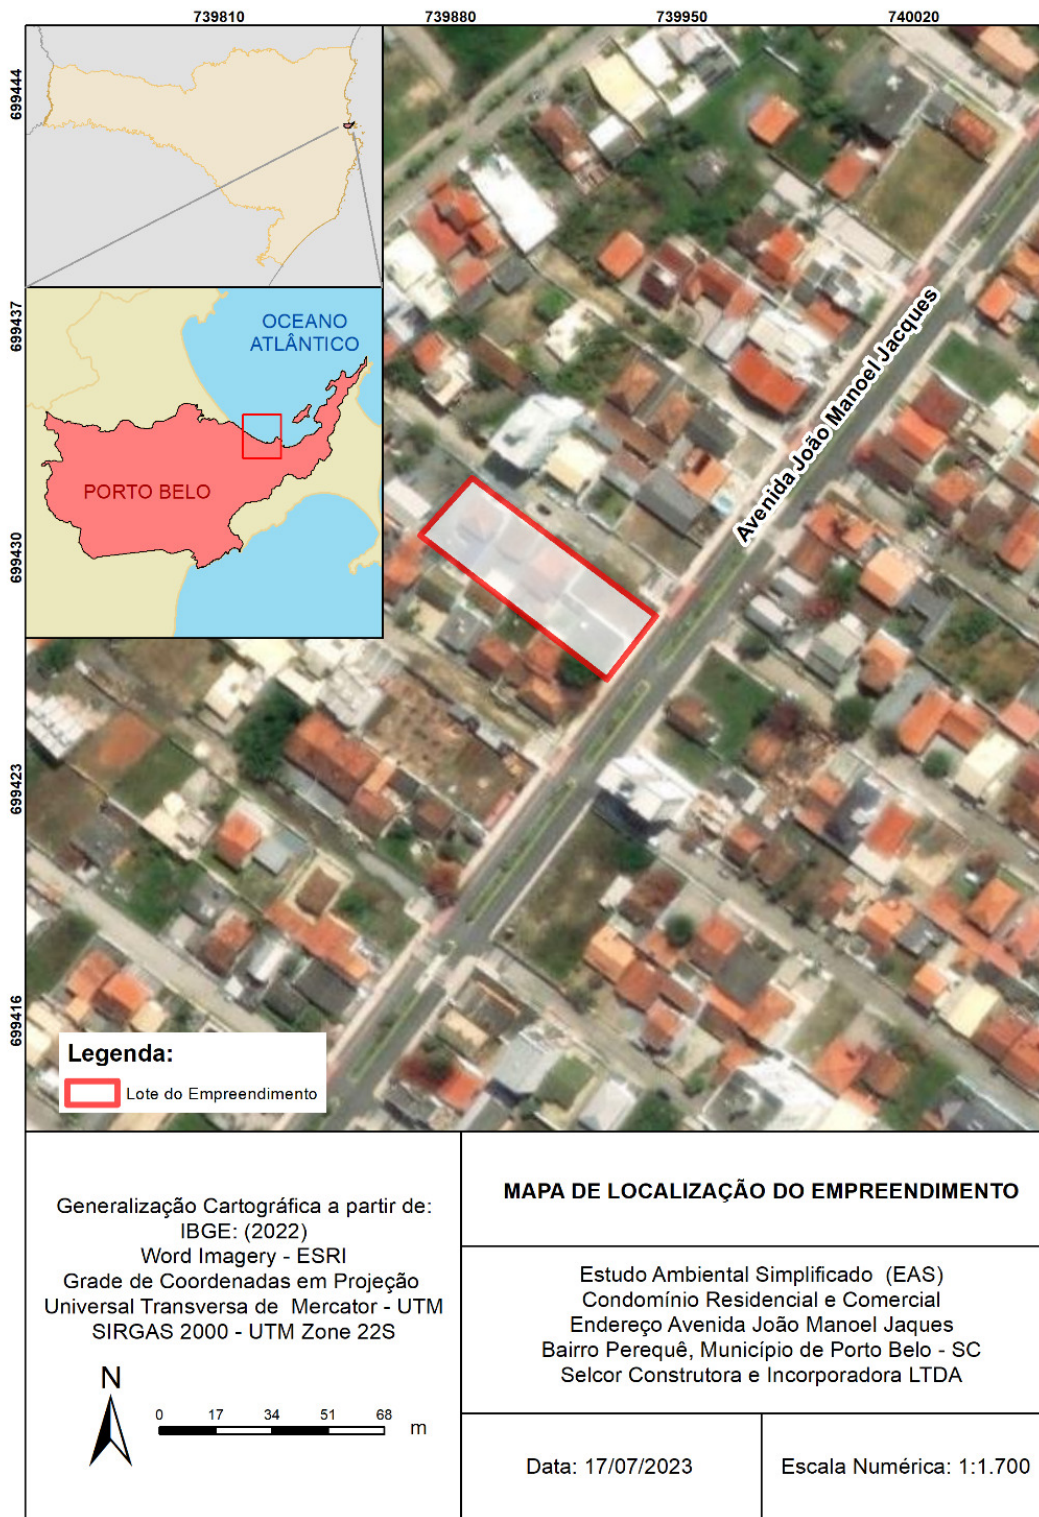 739810 739880 739950 740020
699444
699437
699430
699423
699416
OCEANO
ATLÂNTICO
PORTO BELO
Avenida João Manoel Jacques
Legenda:
Lote do Empreendimento
Generalização Cartográfica a partir de:
IBGE: (2022)
Word Imagery - ESRI
Grade de Coordenadas em Projeção
Universal Transversa de Mercator - UTM
SIRGAS 2000 - UTM Zone 22S
N
0 17 34 51 68
m
MAPA DE LOCALIZAÇÃO DO EMPREENDIMENTO
Estudo Ambiental Simplificado (EAS)
Condomínio Residencial e Comercial
Endereço Avenida João Manoel Jaques
Bairro Perequê, Município de Porto Belo - SC
Selcor Construtora e Incorporadora LTDA
Data: 17/07/2023
Escala Numérica: 1:1.700